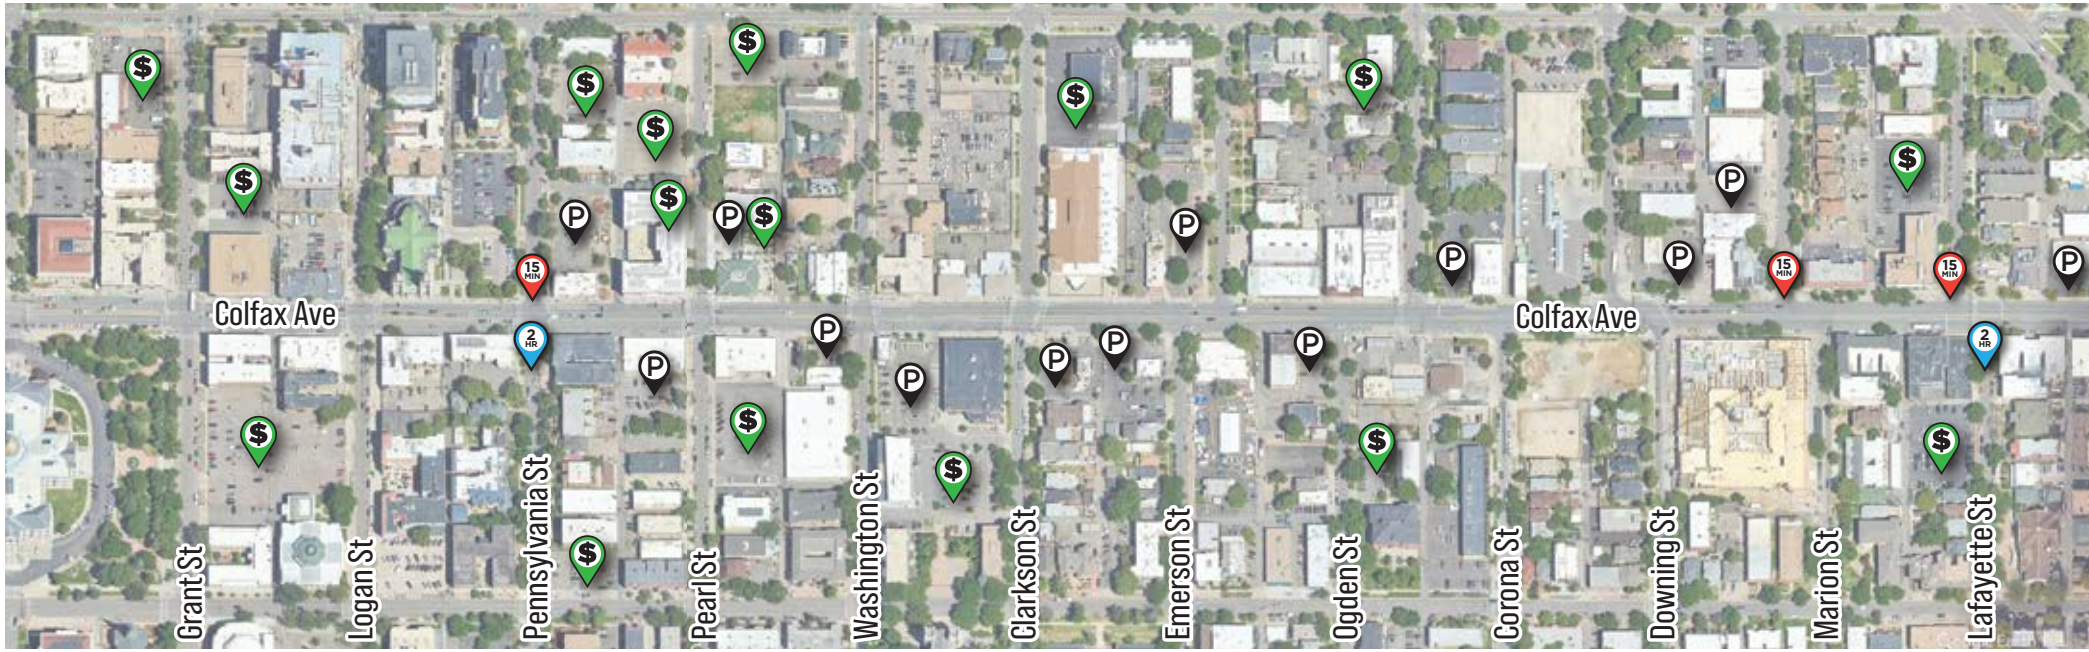 $
$
$
$
$
$
$
$
$
$
P
P
$
P
P
P
P
P
15 MIN
15 MIN
15 MIN
Colfax Ave
Colfax Ave
2 HR
P
P
P
P
P
P
2 HR
$
$
$
$
$
$
Grant St
Logan St
Pennsylvania St
Pearl St
Washington St
Clarkson St
Emerson St
Ogden St
Corona St
Downing St
Marion St
Lafayette St